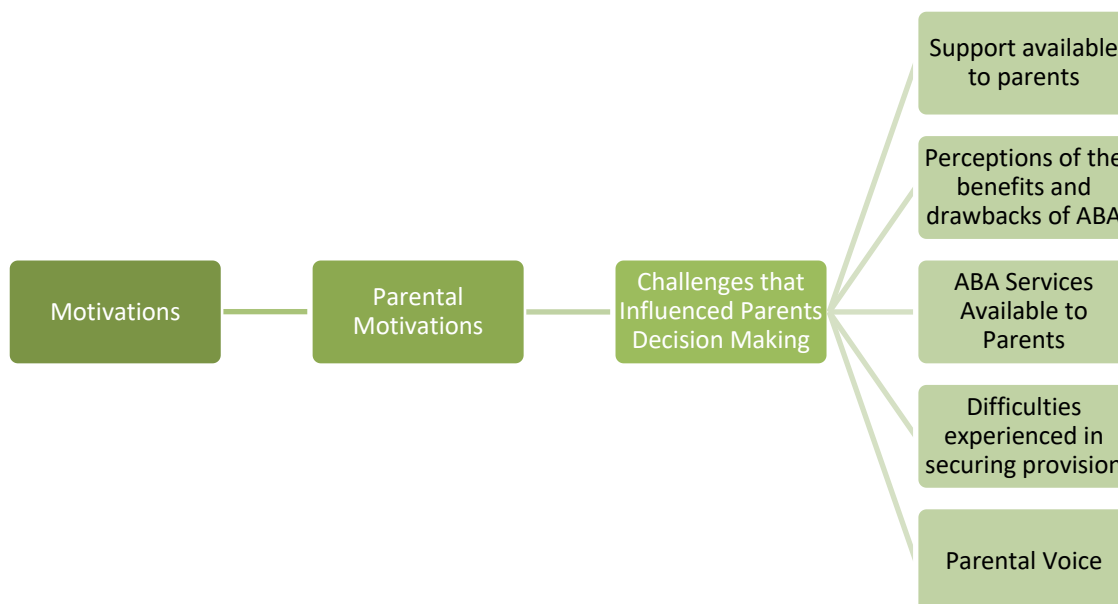 Motivations
Parental
Motivations
Challenges that
Influenced Parents
Decision Making
Support available
to parents
Perceptions of the
benefits and
drawbacks of ABA
ABA Services
Available to
Parents
Difficulties
experienced in
securing provision
Parental Voice